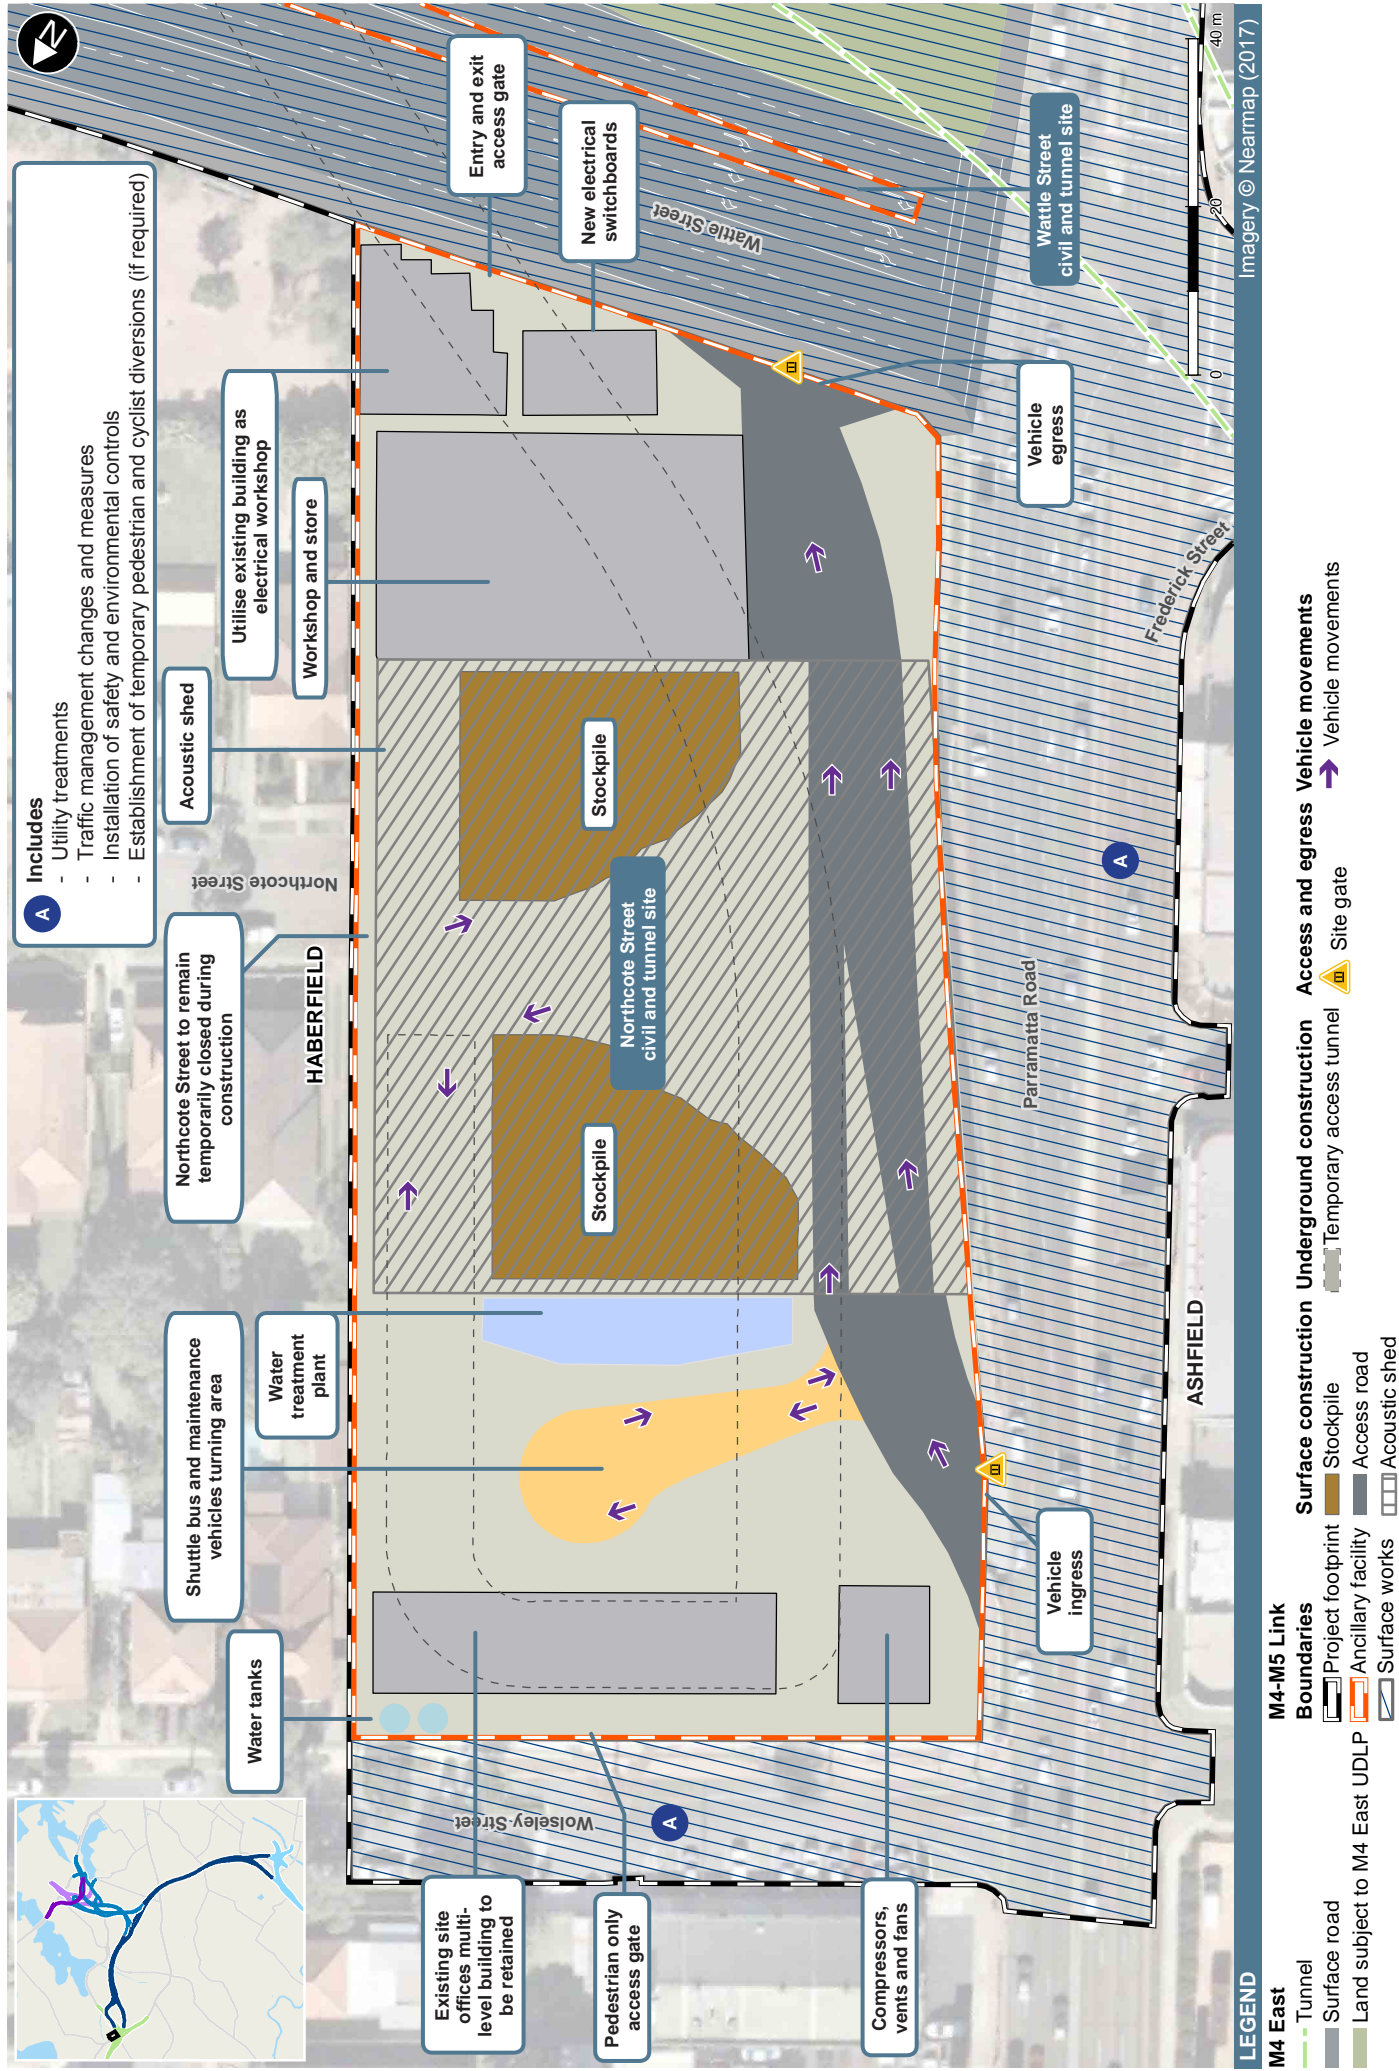 N
A Includes
- Utility treatments
- Traffic management changes and measures
- Installation of safety and environmental controls
- Establishment of temporary pedestrian and cyclist diversions (if required)
Water tanks
Shuttle bus and maintenance
vehicles turning area
Water
treatment
plant
Northcote Street to remain
temporarily closed during
construction
Northcote Street
HABERFIELD
Acoustic shed
Utilise existing building as
electrical workshop
Workshop and store
Entry and exit
access gate
New electrical
switchboards
Wattle Street
Wattle Street
civil and tunnel site
Stockpile
Northcote Street
civil and tunnel site
Stockpile
Existing site
offices multi-
level building to
be retained
Wolseley Street
A
Pedestrian only
access gate
Compressors,
vents and fans
Vehicle
ingress
Vehicle
egress
Parramatta Road
A
Frederick Street
ASHFIELD
0
20
40 m
LEGEND
Imagery © Nearmap (2017)
M4 East
Tunnel
Surface road
Land subject to M4 East UDLP
M4-M5 Link
Boundaries
Project footprint
Ancillary facility
Surface works
Surface construction
Stockpile
Access road
Acoustic shed
Underground construction
Temporary access tunnel
Access and egress
Site gate
Vehicle movements
Vehicle movements